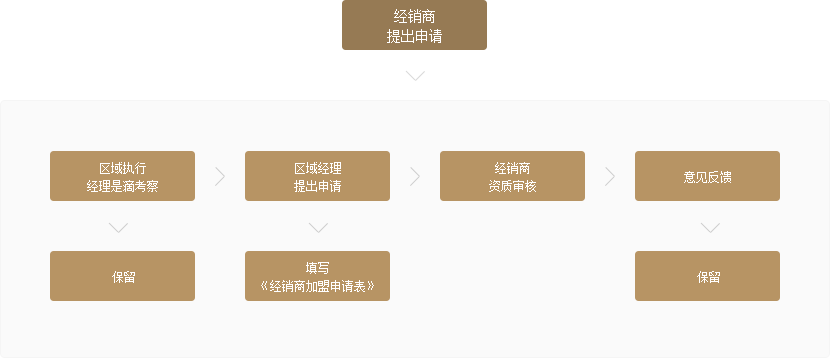 经销商
提出申请
区域执行
经理是滴考察
区域经理
提出申请
经销商
资质审核
意见反馈
保留
填写
《经销商加盟申请表》
保留